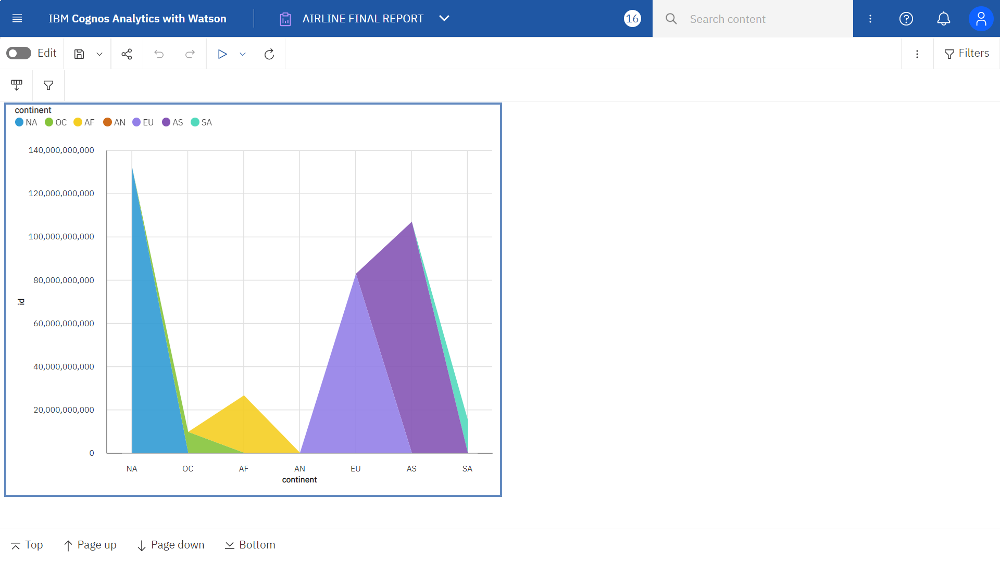 IBM Cognos Analytics with Watson
AIRLINE FINAL REPORT
16
Search content
Edit
Filters
continent
NA OC AF AN EU AS SA
140,000,000,000
120,000,000,000
100,000,000,000
80,000,000,000
60,000,000,000
40,000,000,000
20,000,000,000
0
id
NA OC AF AN EU AS SA
continent
Top Page up Page down Bottom